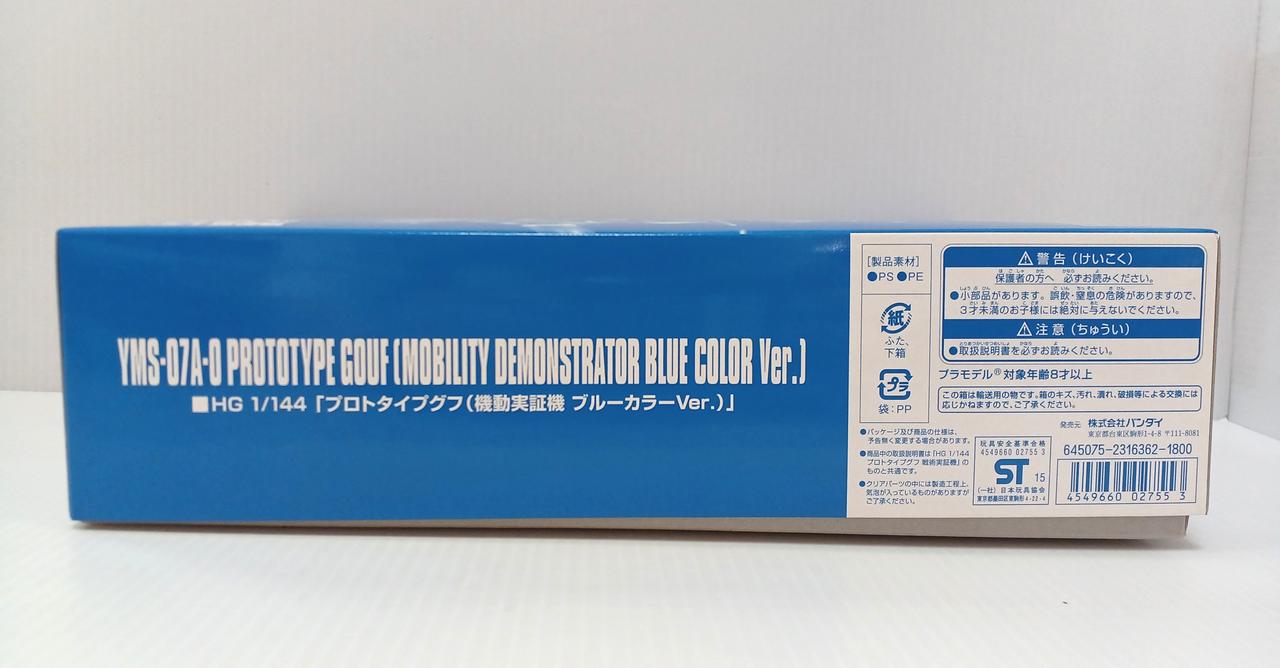 YMS-07A-0 PROTOTYPE GOUF (MOBILITY DEMONSTRATOR BLUE COLOR Ver.)
■HG 1/144「プロトタイプグフ(機動実証機 ブルーカラーVer.)」
[製品素材]
●PS ●PE
紙
ふた、
下箱
プラ
袋:PP
⚠警告(けいこく)
保護者の方へ 必ずお読みください。
●小部品があります。誤飲・窒息の危険がありますので、
3才未満のお子様には絶対に与えないでください。
⚠注意(ちゅうい)
●取扱説明書を必ずお読みください。
プラモデル® 対象年齢8才以上
この箱は輸送用の物です。箱のキズ、汚れ、潰れ、破損等による交換には
応じかねますので、ご了承ください。
●パッケージ及び商品の仕様は、
予告無く変更する場合があります。
●商品中の取扱説明書は「HG 1/144
プロトタイプグフ 戦術実証機」の
ものと共通です。
●クリアパーツの中には製造工程上、
気泡が入っているものがありますが
ご了承ください。
玩具安全基準合格
4549660 02755 3
ST 15
(一社)日本玩具協会
東京都墨田区東駒形4-22-4
発売元 株式会社バンダイ
東京都台東区駒形1-4-8 〒111-8081
645075-2316362-1800
4549660 02755 3